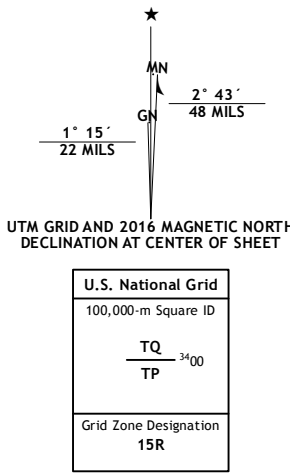 MN
2° 43´
48 MILS
GN
1° 15´
22 MILS
UTM GRID AND 2016 MAGNETIC NORTH
DECLINATION AT CENTER OF SHEET
U.S. National Grid
100,000-m Square ID
TQ
3400
TP
Grid Zone Designation
15R